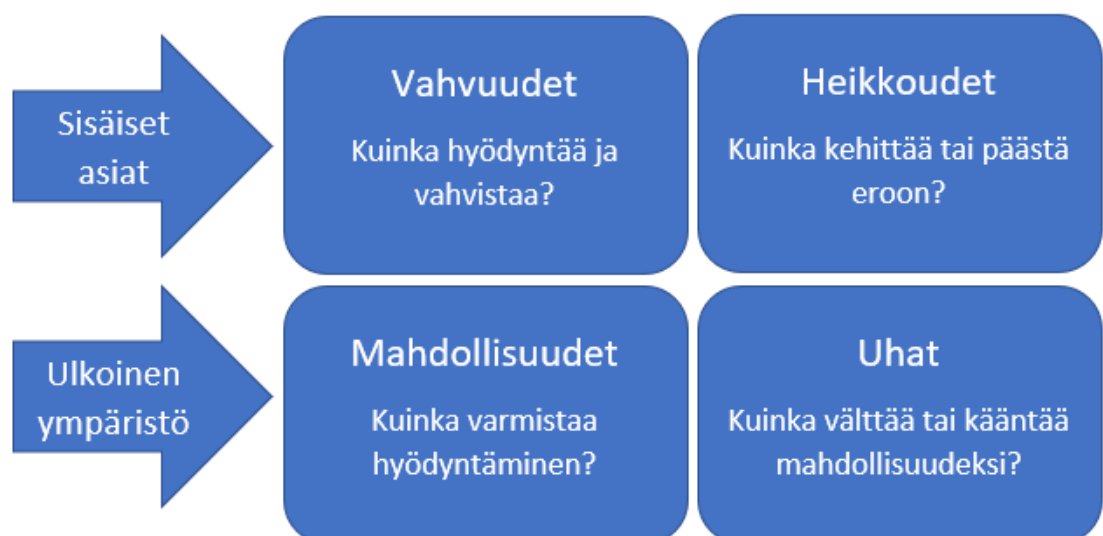 Sisäiset
asiat
Vahvuudet
Kuinka hyödyntää ja
vahvistaa?
Heikkoudet
Kuinka kehittää tai päästä
eroon?
Ulkoinen
ympäristö
Mahdollisuudet
Kuinka varmistaa
hyödyntäminen?
Uhat
Kuinka välttää tai kääntää
mahdollisuudeksi?